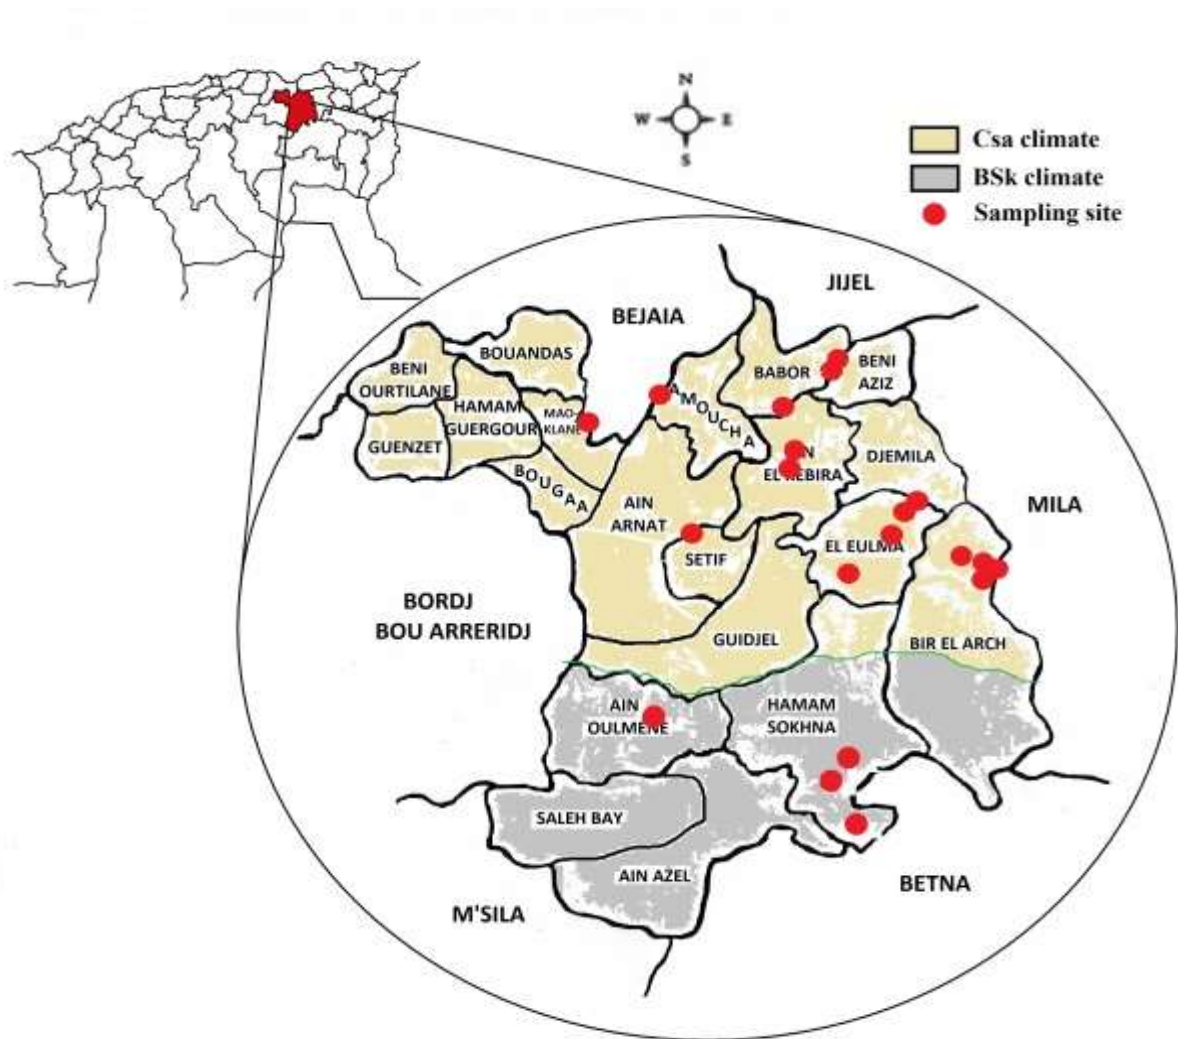 N
W E
S
Csa climate
BSk climate
Sampling site
JIJEL
BEJAIA
BOUANDAS
BENI
OURTILANE
BABOR
BENI
AZIZ
HAMAM
GUERGOUR
MAO-
KLANE
AMOUCHA
GUENZET
BOUGAA
EL KEBIRA
DJEMILA
AIN
ARNAT
MILA
SETIF
EL EULMA
BORDJ
BOU ARRERIDJ
GUIDJEL
BIR EL ARCH
AIN
OULMENE
HAMAM
SOKHNA
SALEH BAY
AIN AZEL
BETNA
M'SILA